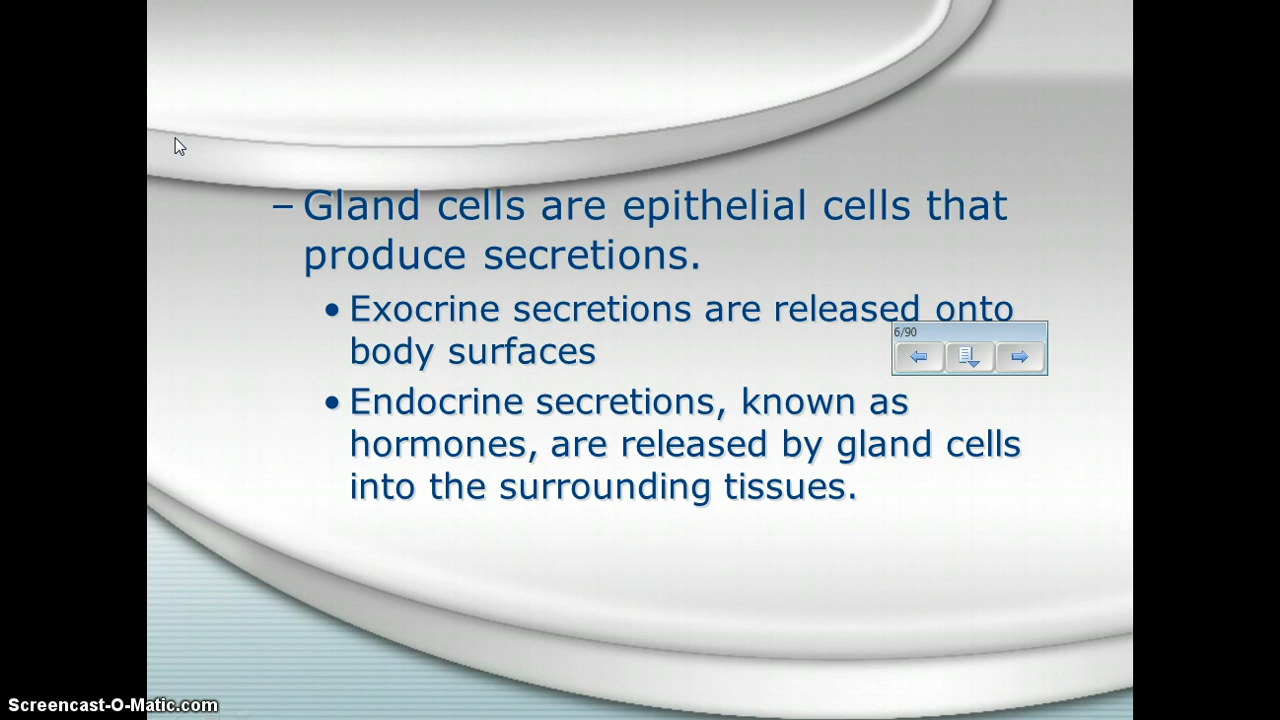 – Gland cells are epithelial cells that
produce secretions.
• Exocrine secretions are released onto
body surfaces
6/90
• Endocrine secretions, known as
hormones, are released by gland cells
into the surrounding tissues.
Screencast-O-Matic.com